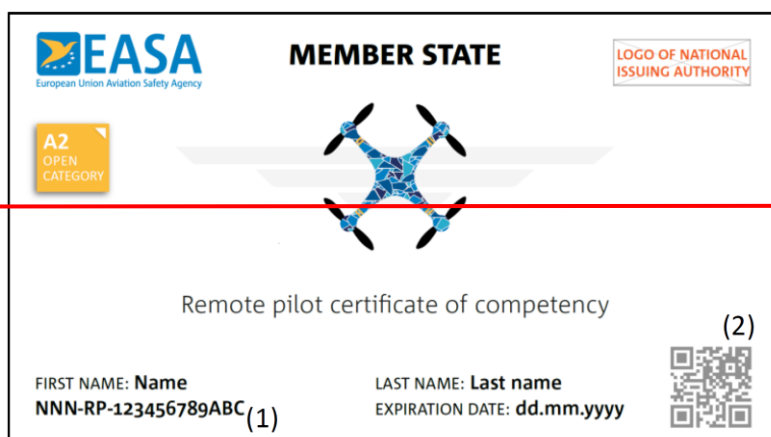 EASA
European Union Aviation Safety Agency
MEMBER STATE
LOGO OF NATIONAL
ISSUING AUTHORITY
A2
OPEN
CATEGORY
Remote pilot certificate of competency
(2)
FIRST NAME: Name
LAST NAME: Last name
NNN-RP-123456789ABC(1)
EXPIRATION DATE: dd.mm.yyyy